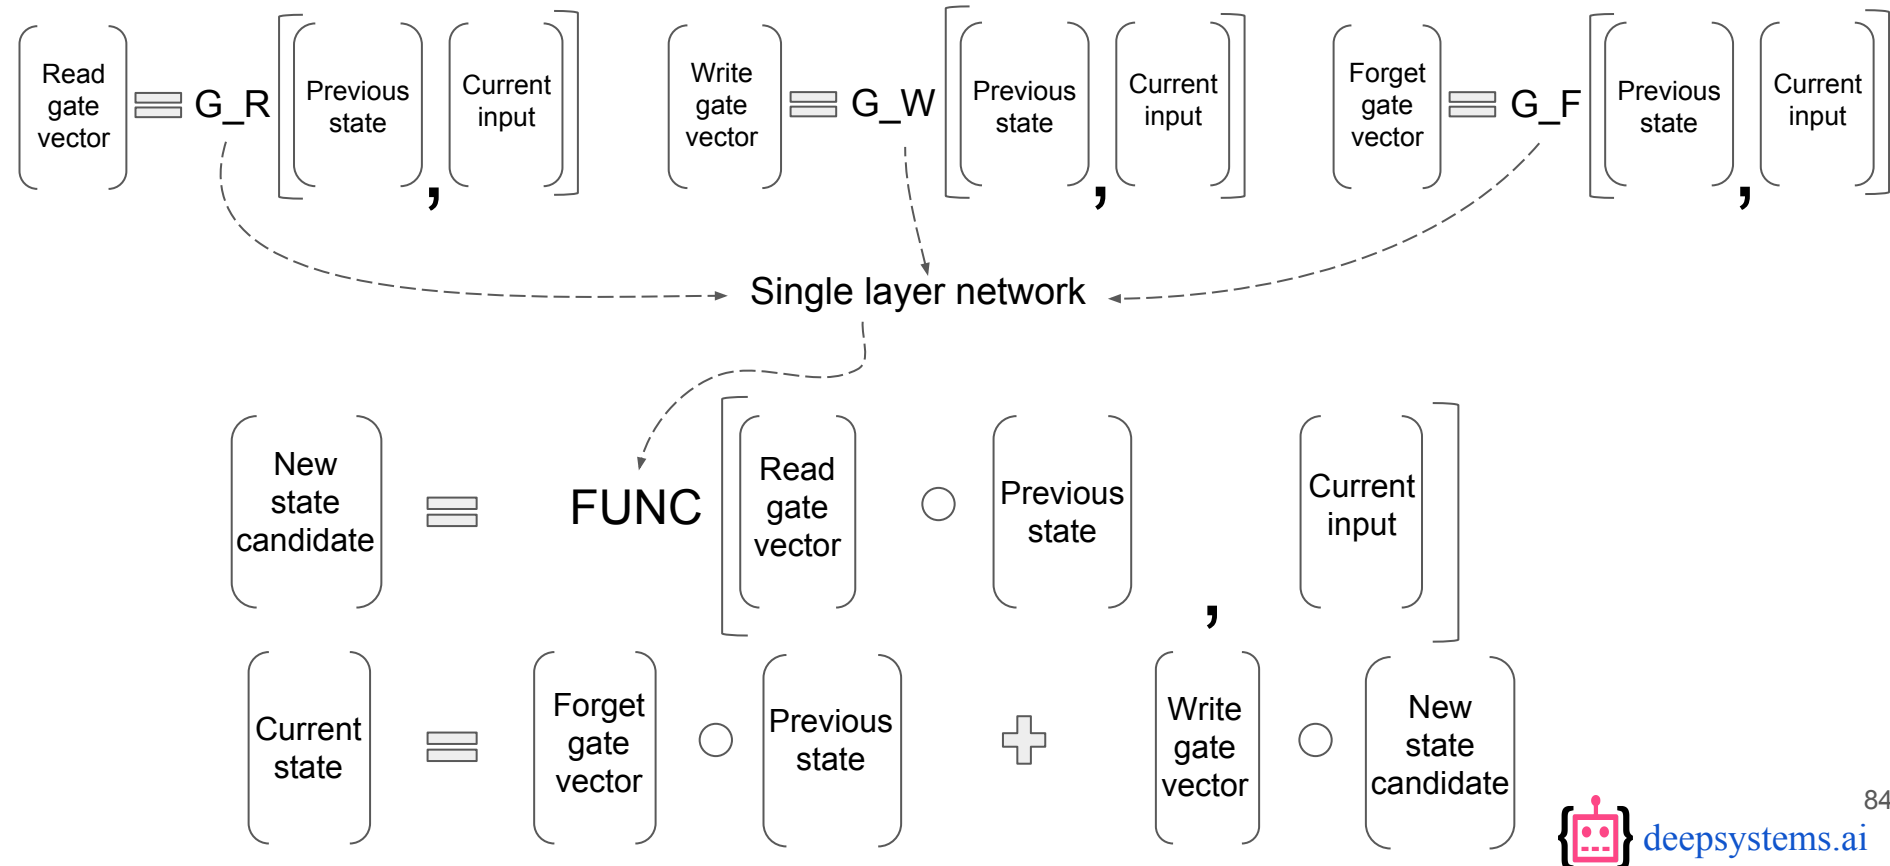 Read
gate
vector
G_R
Previous
state
,
Current
input
Write
gate
vector
G_W
Previous
state
,
Current
input
Forget
gate
vector
G_F
Previous
state
,
Current
input
Single layer network
New
state
candidate
FUNC
Read
gate
vector
Previous
state
,
Current
input
Current
state
Forget
gate
vector
Previous
state
Write
gate
vector
New
state
candidate
84
deepsystems.ai